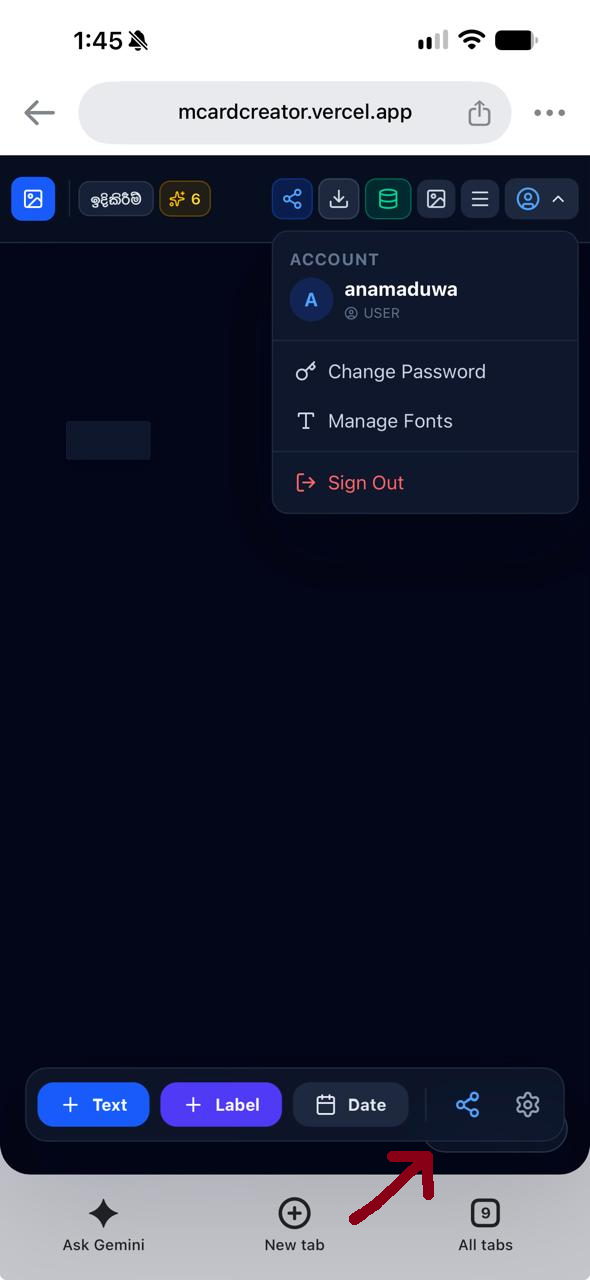 1:45
mcardcreator.vercel.app
ඉදිකිරීම් 6
ACCOUNT
A anamaduwa
USER
Change Password
Manage Fonts
Sign Out
Text Label Date
9
Ask Gemini New tab All tabs